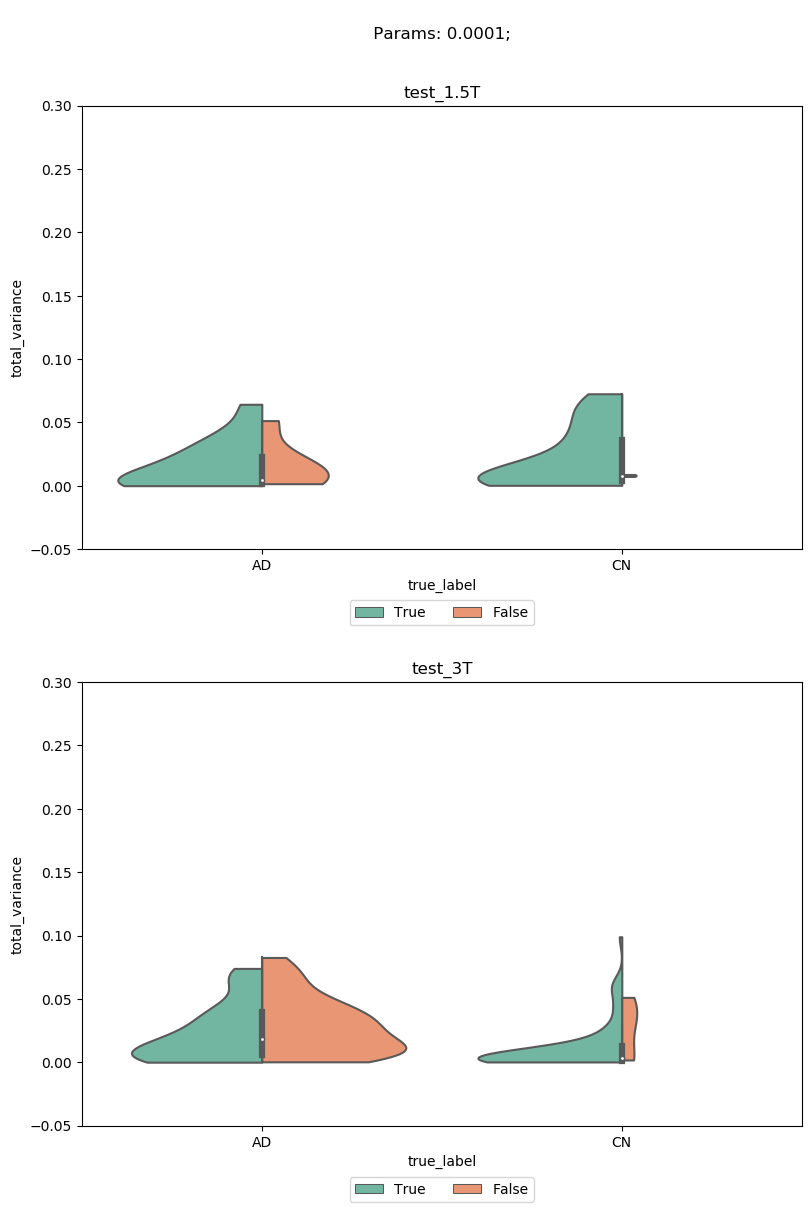 Params: 0.0001;
test_1.5T
0.30
0.25
0.20
0.15
0.10
0.05
0.00
−0.05
total_variance
AD CN
true_label
True False
test_3T
0.30
0.25
0.20
0.15
0.10
0.05
0.00
−0.05
total_variance
AD CN
true_label
True False